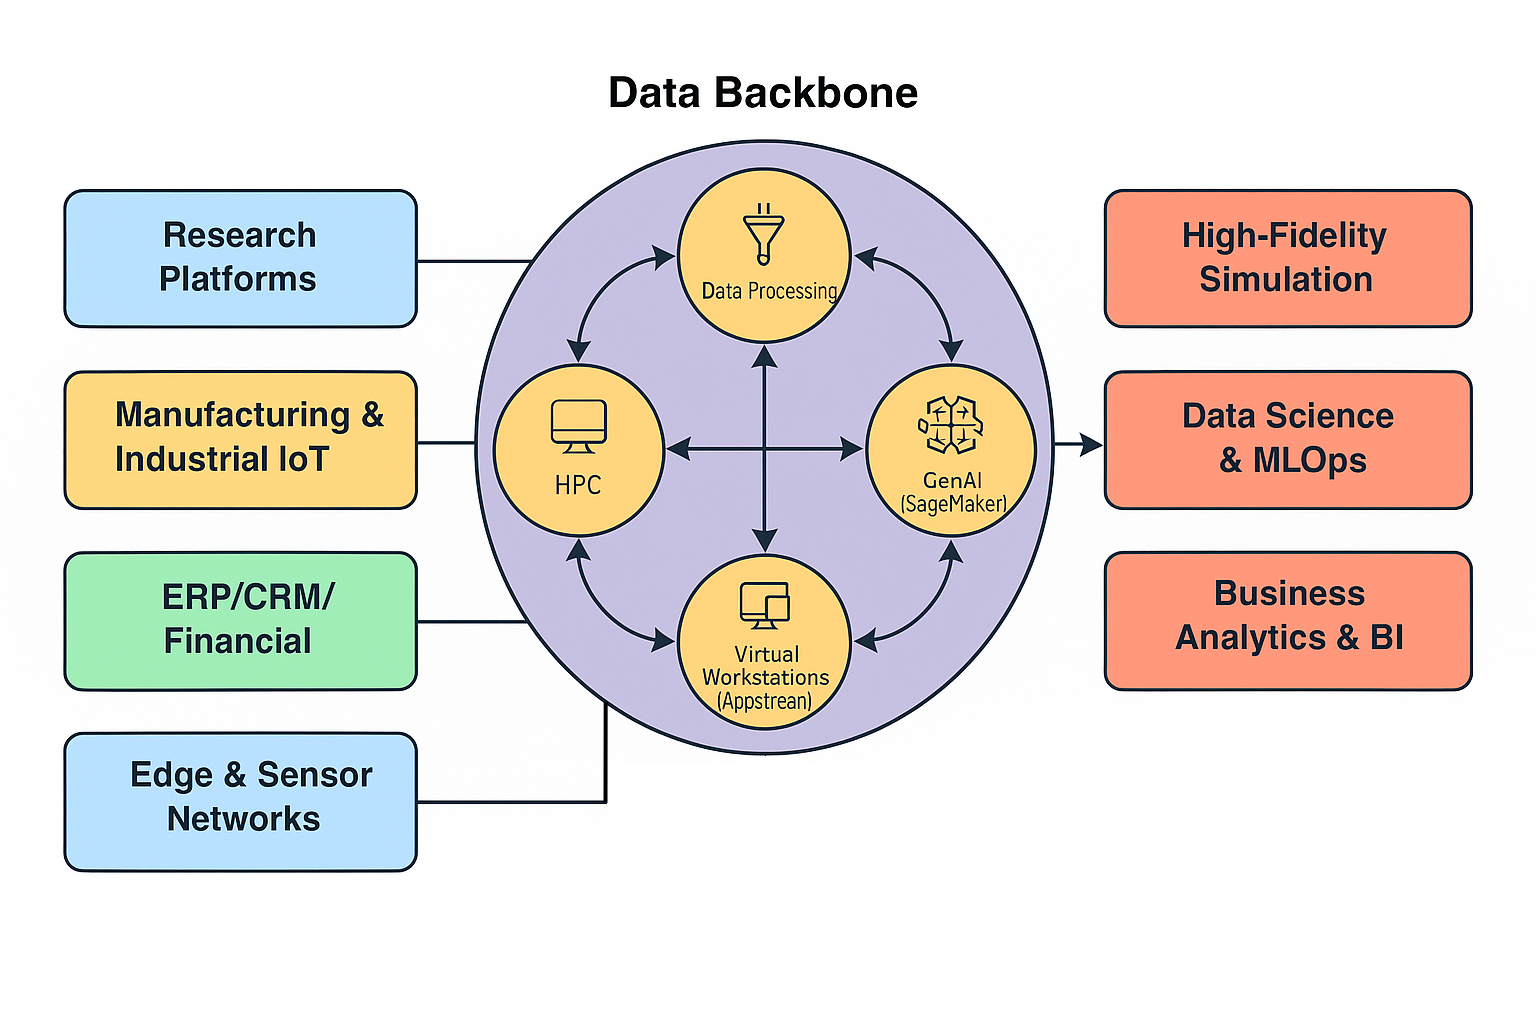 Data Backbone
Research
Platforms
Manufacturing &
Industrial IoT
ERP/CRM/
Financial
Edge & Sensor
Networks
Data Processing
HPC
GenAI
(SageMaker)
Virtual
Workstations
(Appstrean)
High-Fidelity
Simulation
Data Science
& MLOps
Business
Analytics & BI